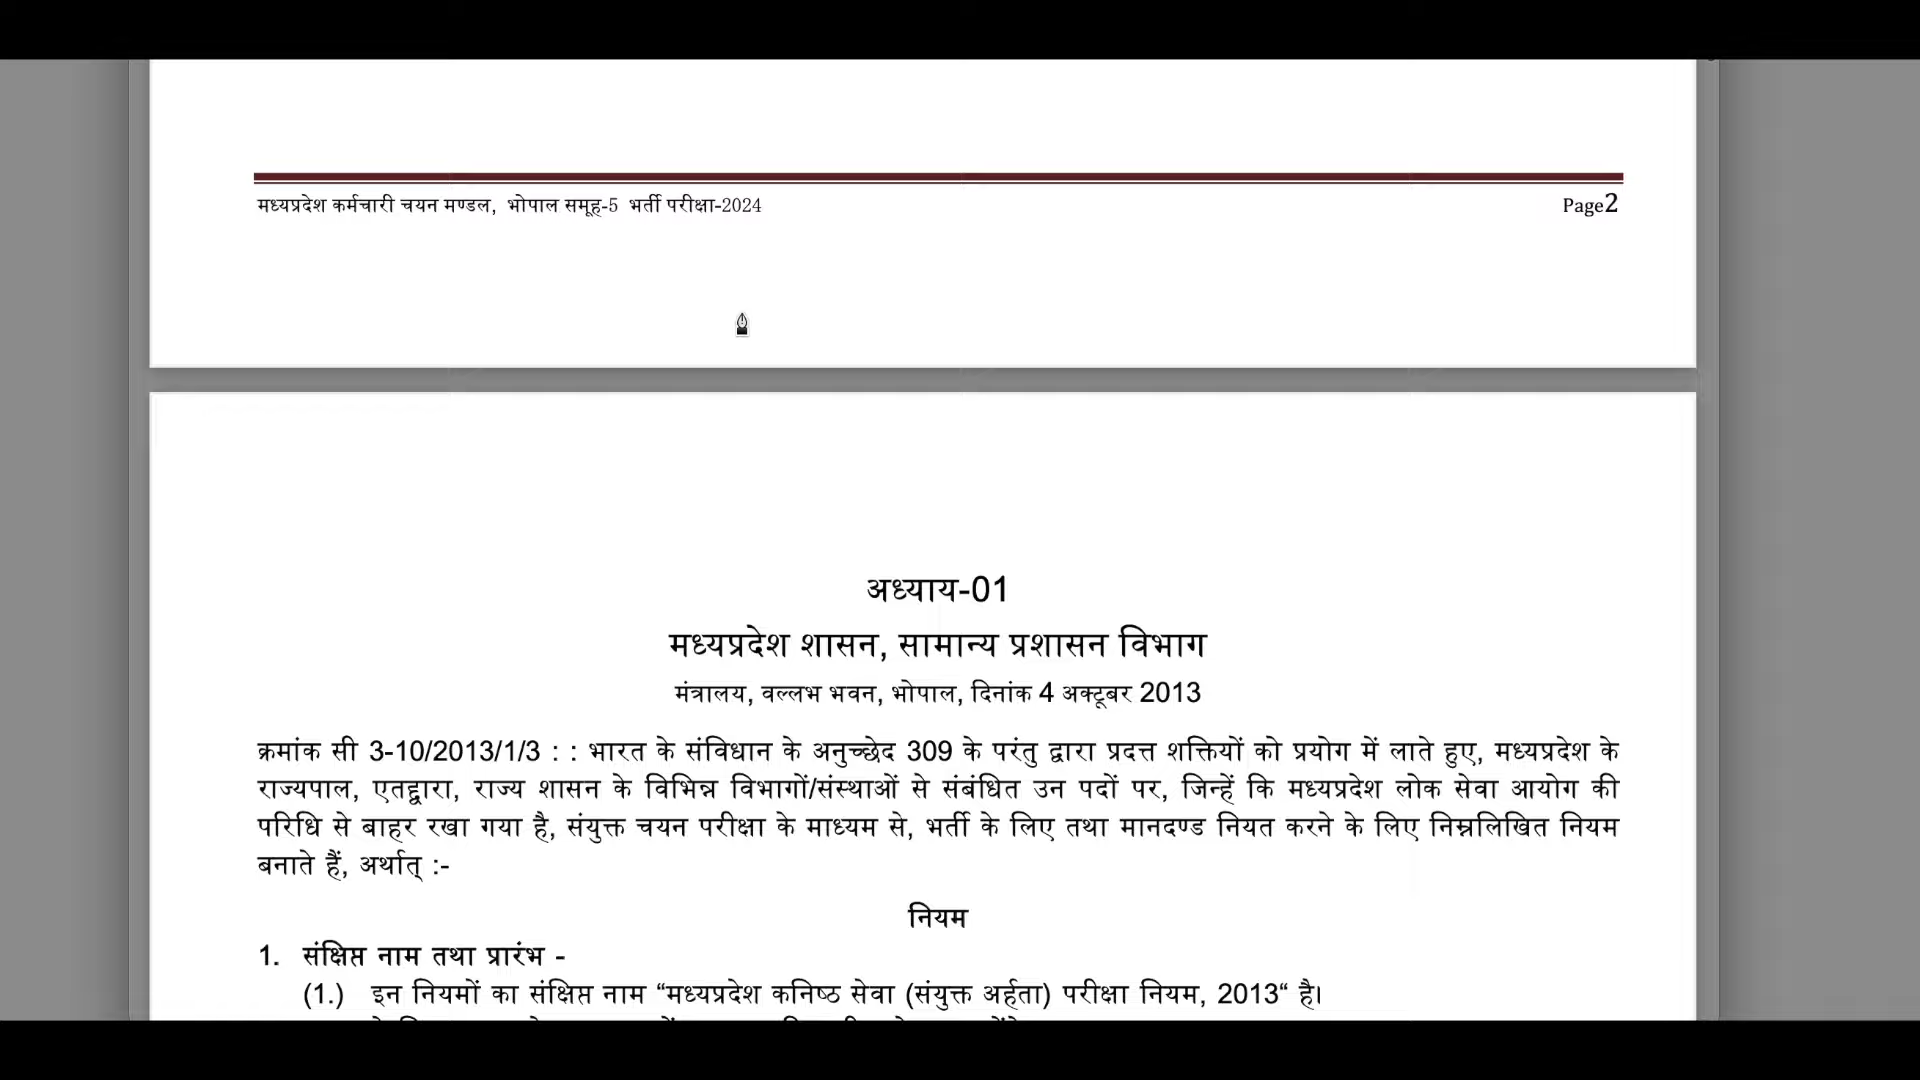 मध्यप्रदेश कर्मचारी चयन मण्डल, भोपाल समूह-5 भर्ती परीक्षा-2024 Page2
अध्याय-01
मध्यप्रदेश शासन, सामान्य प्रशासन विभाग
मंत्रालय, वल्लभ भवन, भोपाल, दिनांक 4 अक्टूबर 2013
क्रमांक सी 3-10/2013/1/3 : : भारत के संविधान के अनुच्छेद 309 के परंतु द्वारा प्रदत्त शक्तियों को प्रयोग में लाते हुए, मध्यप्रदेश के
राज्यपाल, एतद्द्वारा, राज्य शासन के विभिन्न विभागों/संस्थाओं से संबंधित उन पदों पर, जिन्हें कि मध्यप्रदेश लोक सेवा आयोग की
परिधि से बाहर रखा गया है, संयुक्त चयन परीक्षा के माध्यम से, भर्ती के लिए तथा मानदण्ड नियत करने के लिए निम्नलिखित नियम
बनाते हैं, अर्थात् :-
नियम
1. संक्षिप्त नाम तथा प्रारंभ -
(1.) इन नियमों का संक्षिप्त नाम “मध्यप्रदेश कनिष्ठ सेवा (संयुक्त अर्हता) परीक्षा नियम, 2013“ है।